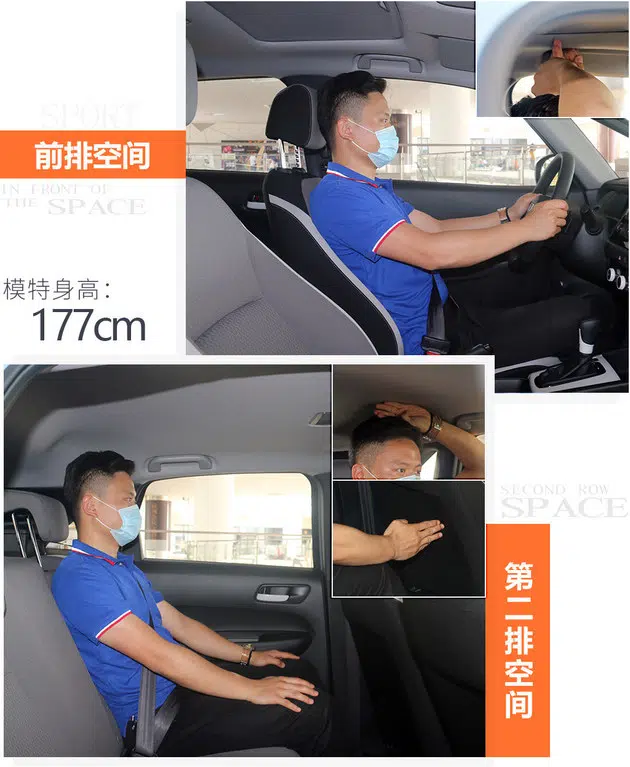 SPORT
前排空间
IN FRONT OF
THE SPACE
模特身高:
177cm
SECOND ROW
SPACE
第二排空间